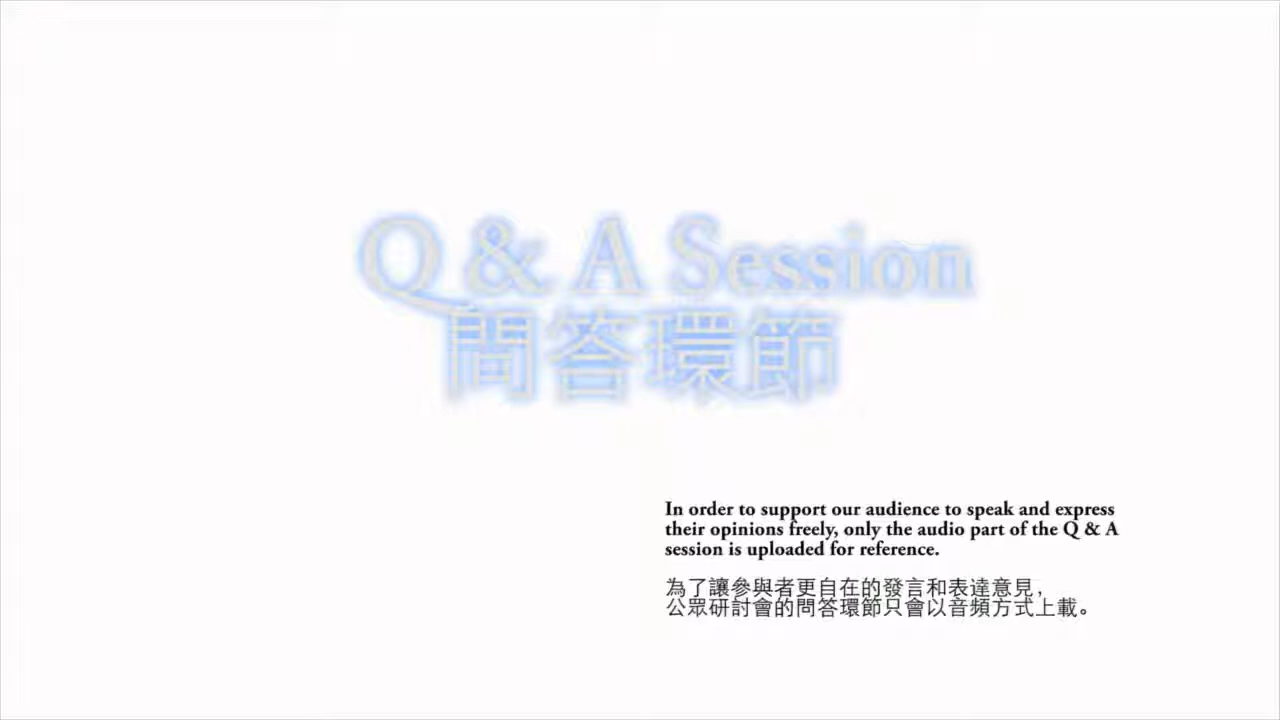 Q & A Session
問答環節
In order to support our audience to speak and express
their opinions freely, only the audio part of the Q & A
session is uploaded for reference.
為了讓參與者更自在的發言和表達意見，
公眾研討會的問答環節只會以音頻方式上載。